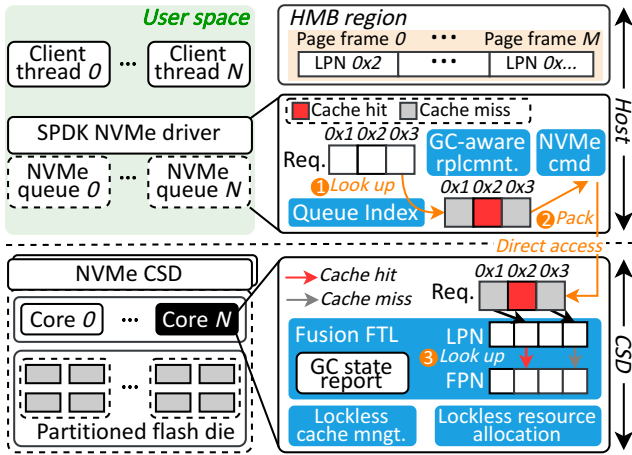 User space
Client
thread 0
...
Client
thread N
SPDK NVMe driver
NVMe
queue 0
...
NVMe
queue N
HMB region
Page frame 0
...
Page frame M
LPN 0x2
...
LPN 0x...
Cache hit
Cache miss
0x1 0x2 0x3
Req.
GC-aware
rplcmnt.
NVMe
cmd
1 Look up
0x1 0x2 0x3
Queue Index
2 Pack
Host
Direct access
NVMe CSD
Core 0
...
Core N
...
Partitioned flash die
Cache hit
Cache miss
0x1 0x2 0x3
Req.
Fusion FTL
LPN
3 Look up
GC state
report
FPN
Lockless
cache mngt.
Lockless resource
allocation
CSD